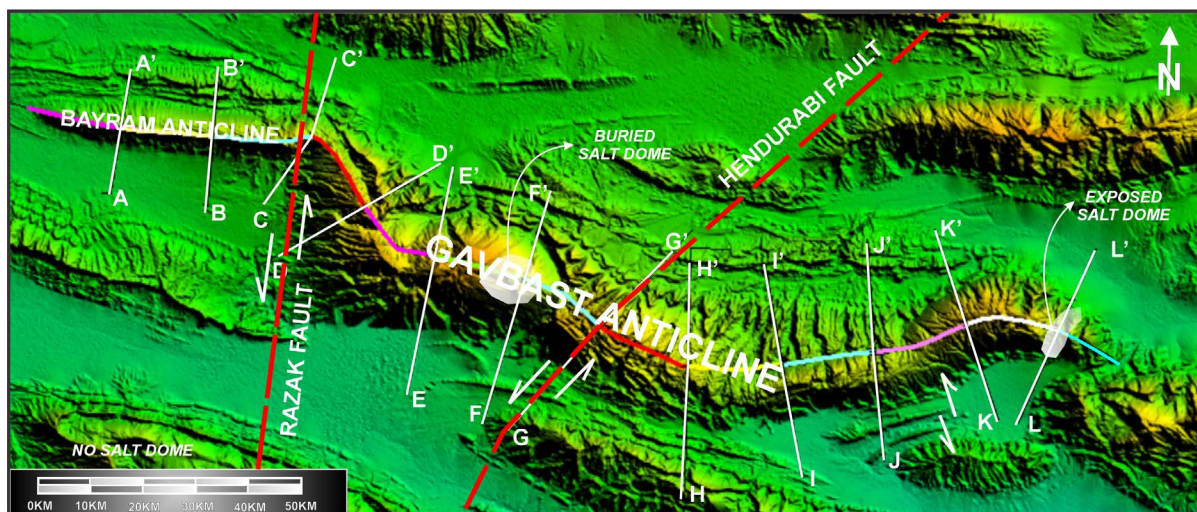 A'
B'
C'
BAYRAM ANTICLINE
A
B
C
D'
E'
F'
BURIED
SALT DOME
HENDURABI FAULT
N
EXPOSED
SALT DOME
D
GAVBAST ANTICLINE
G'
H'
I'
J'
K'
L'
RAZAK FAULT
E
F
G
H
I
J
K
L
NO SALT DOME
0KM 10KM 20KM 30KM 40KM 50KM